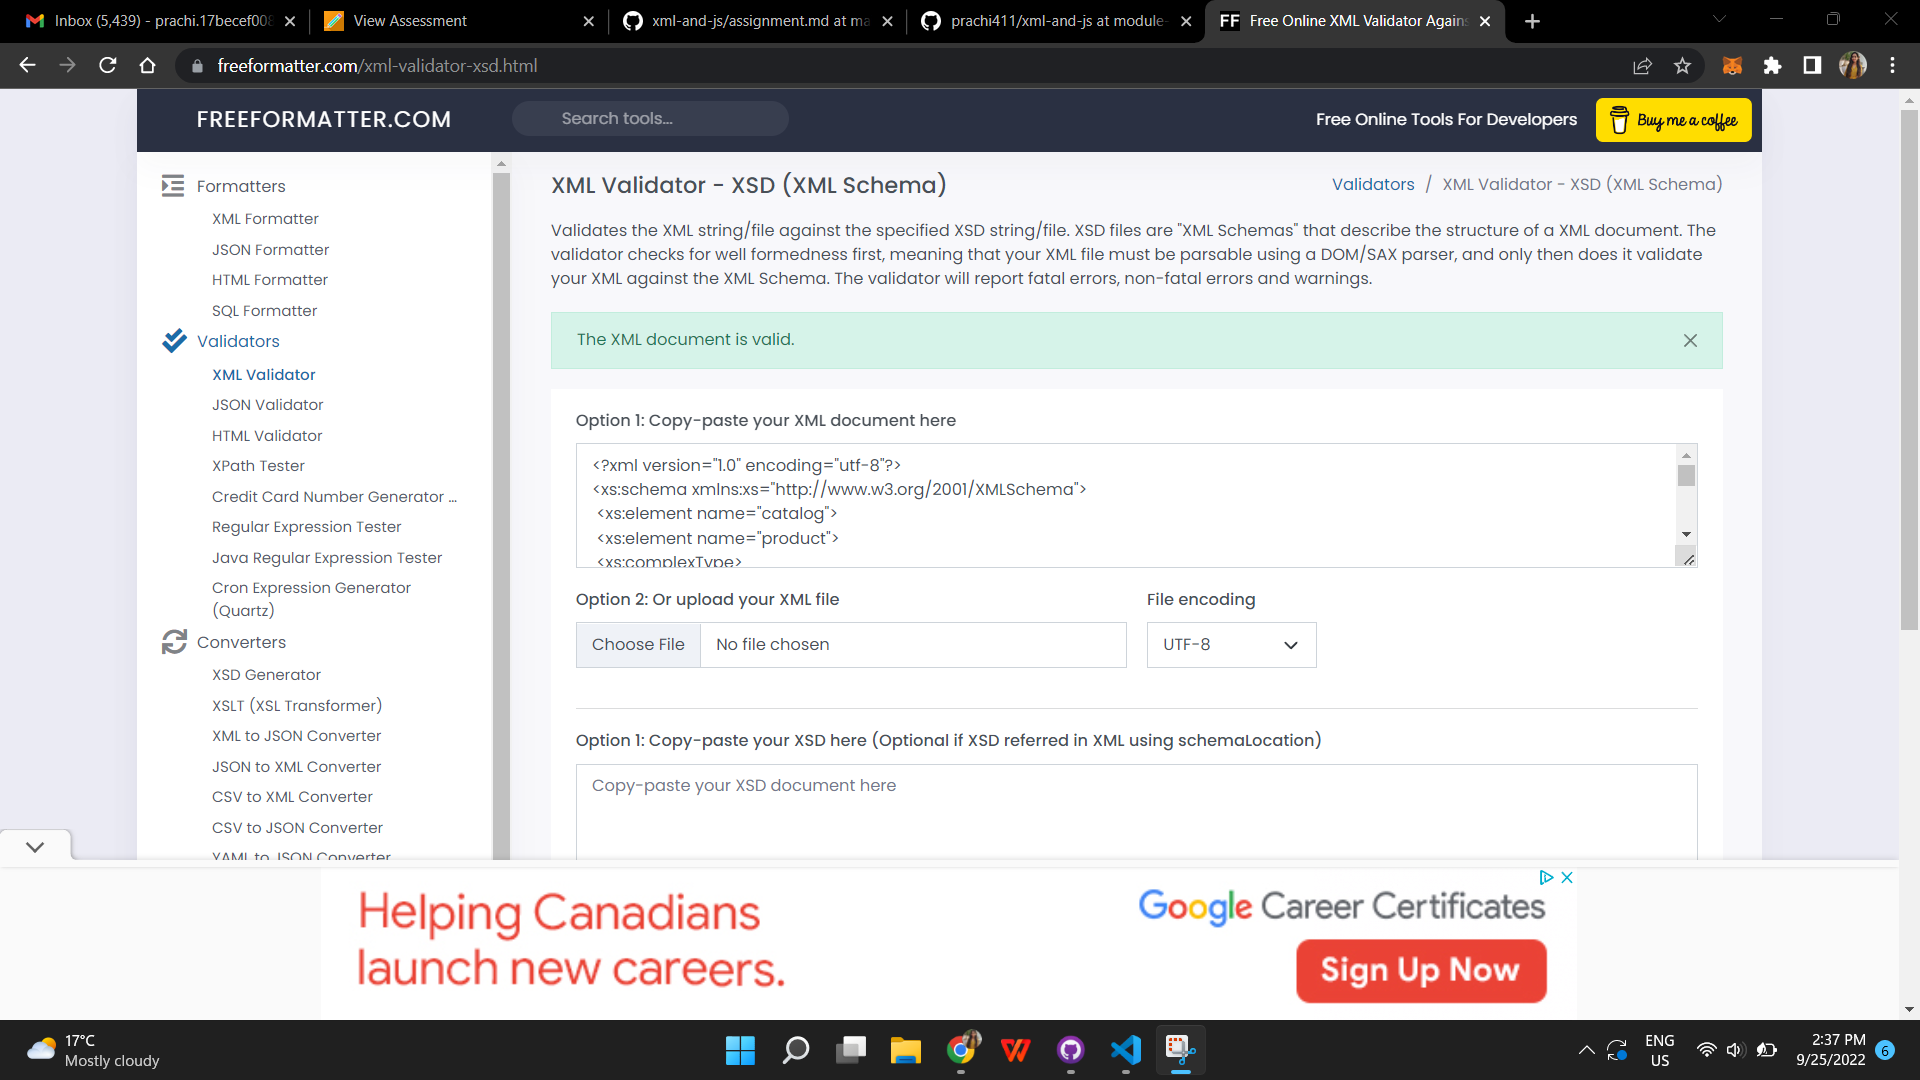 Inbox (5,439) - prachi.17becef008
View Assessment
xml-and-js/assignment.md at ma
prachi411/xml-and-js at module-
FF Free Online XML Validator Agains
freeformatter.com/xml-validator-xsd.html
FREEFORMATTER.COM
Search tools...
Free Online Tools For Developers
Buy me a coffee
Formatters
XML Formatter
JSON Formatter
HTML Formatter
SQL Formatter
Validators
XML Validator
JSON Validator
HTML Validator
XPath Tester
Credit Card Number Generator ...
Regular Expression Tester
Java Regular Expression Tester
Cron Expression Generator
(Quartz)
Converters
XSD Generator
XSLT (XSL Transformer)
XML to JSON Converter
JSON to XML Converter
CSV to XML Converter
CSV to JSON Converter
YAML to JSON Converter
XML Validator - XSD (XML Schema)
Validators / XML Validator - XSD (XML Schema)
Validates the XML string/file against the specified XSD string/file. XSD files are "XML Schemas" that describe the structure of a XML document. The
validator checks for well formedness first, meaning that your XML file must be parsable using a DOM/SAX parser, and only then does it validate
your XML against the XML Schema. The validator will report fatal errors, non-fatal errors and warnings.
The XML document is valid.
Option 1: Copy-paste your XML document here
<?xml version="1.0" encoding="utf-8"?>
<xs:schema xmlns:xs="http://www.w3.org/2001/XMLSchema">
<xs:element name="catalog">
<xs:element name="product">
<xs:complexType>
Option 2: Or upload your XML file
File encoding
Choose File No file chosen
UTF-8
Option 1: Copy-paste your XSD here (Optional if XSD referred in XML using schemaLocation)
Copy-paste your XSD document here
Helping Canadians
launch new careers.
Google Career Certificates
Sign Up Now
17°C
Mostly cloudy
ENG
US
2:37 PM
9/25/2022
6